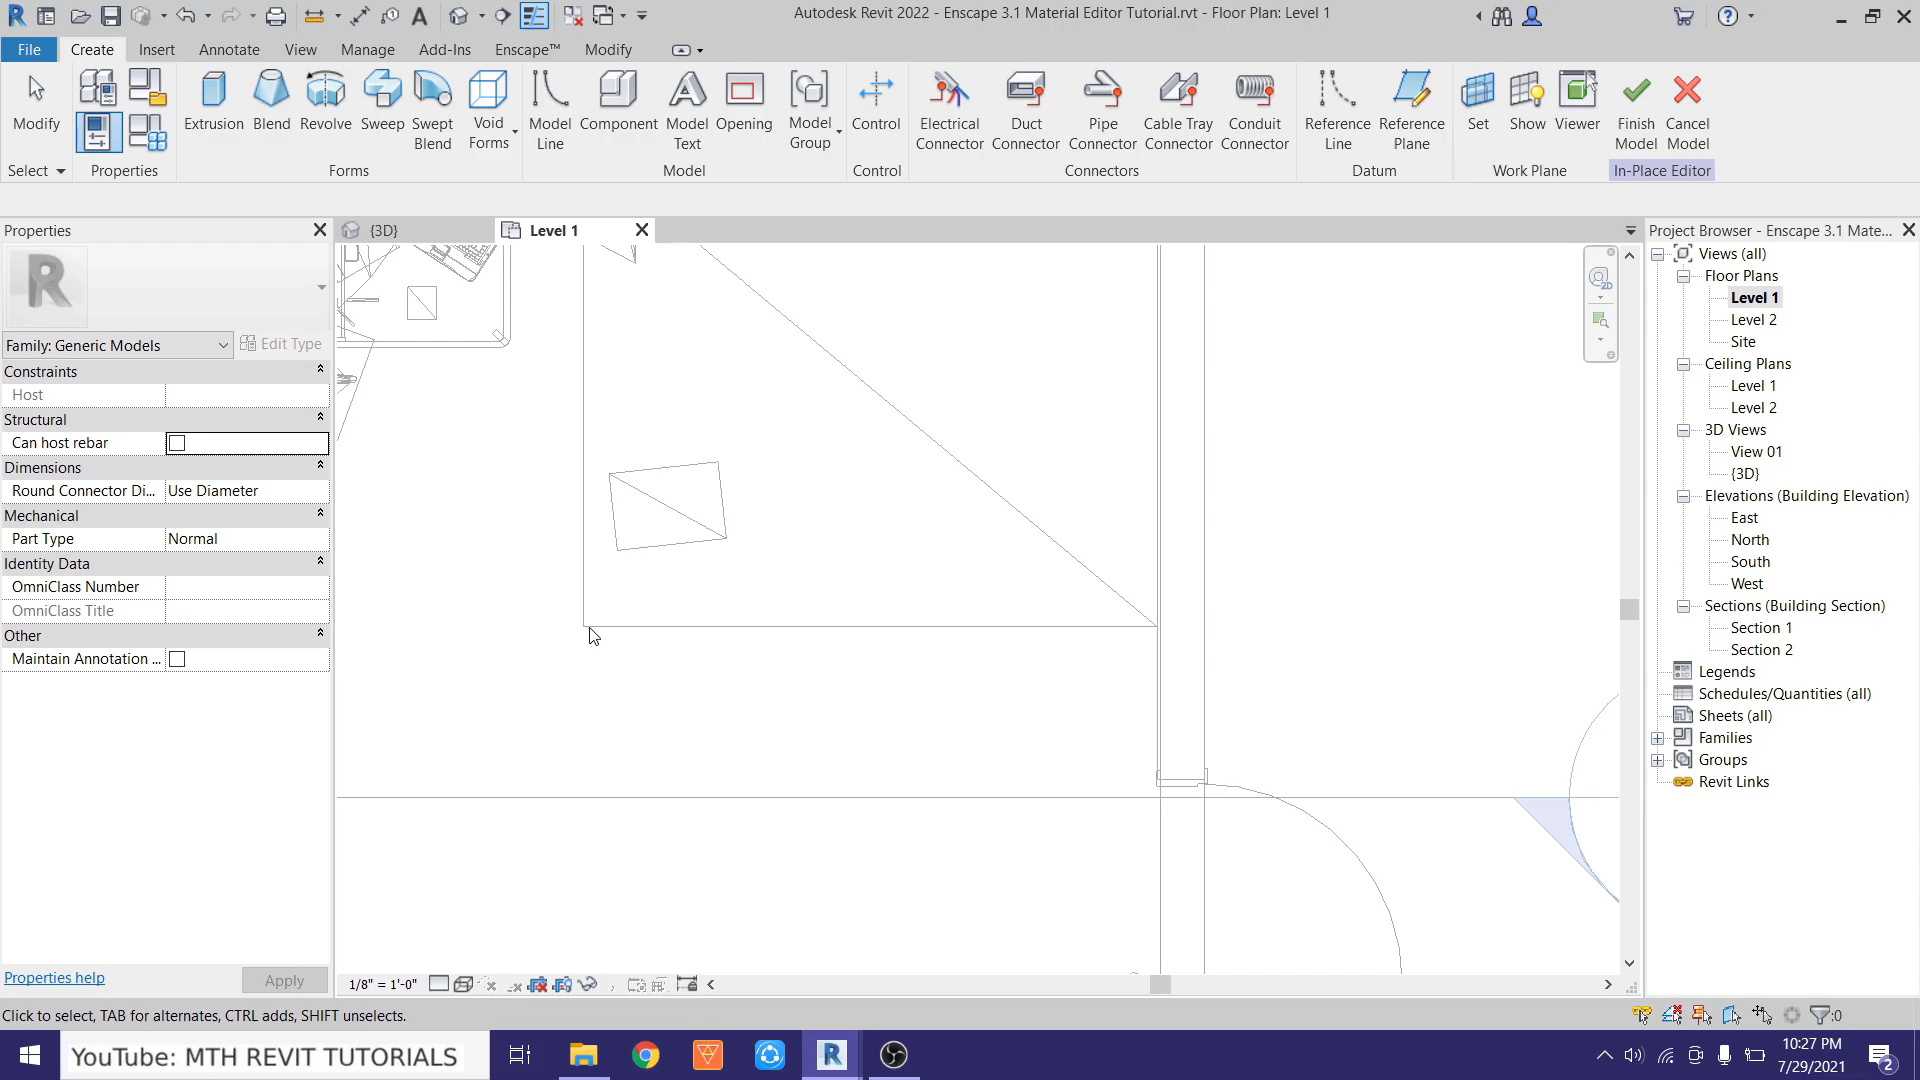 Autodesk Revit 2022 - Enscape 3.1 Material Editor Tutorial.rvt - Floor Plan: Level 1
File Create Insert Annotate View Manage Add-Ins Enscape™ Modify
Modify
Extrusion Blend Revolve Sweep Swept Blend Void Forms
Model Line Component Model Text Opening Model Group
Control
Electrical Connector Duct Connector Pipe Connector Cable Tray Connector Conduit Connector
Reference Line Reference Plane
Set Show Viewer
Finish Model Cancel Model
Select Properties Forms Model Control Connectors Datum Work Plane In-Place Editor
Properties
{3D}
Level 1
Project Browser - Enscape 3.1 Mate...
R
Family: Generic Models
Edit Type
Constraints
Host
Structural
Can host rebar
Dimensions
Round Connector Di... Use Diameter
Mechanical
Part Type Normal
Identity Data
OmniClass Number
OmniClass Title
Other
Maintain Annotation ...
Properties help
Apply
2D
Views (all)
Floor Plans
Level 1
Level 2
Site
Ceiling Plans
Level 1
Level 2
3D Views
View 01
{3D}
Elevations (Building Elevation)
East
North
South
West
Sections (Building Section)
Section 1
Section 2
Legends
Schedules/Quantities (all)
Sheets (all)
Families
Groups
Revit Links
1/8" = 1'-0"
Click to select, TAB for alternates, CTRL adds, SHIFT unselects.
:0
YouTube: MTH REVIT TUTORIALS
10:27 PM
7/29/2021
2